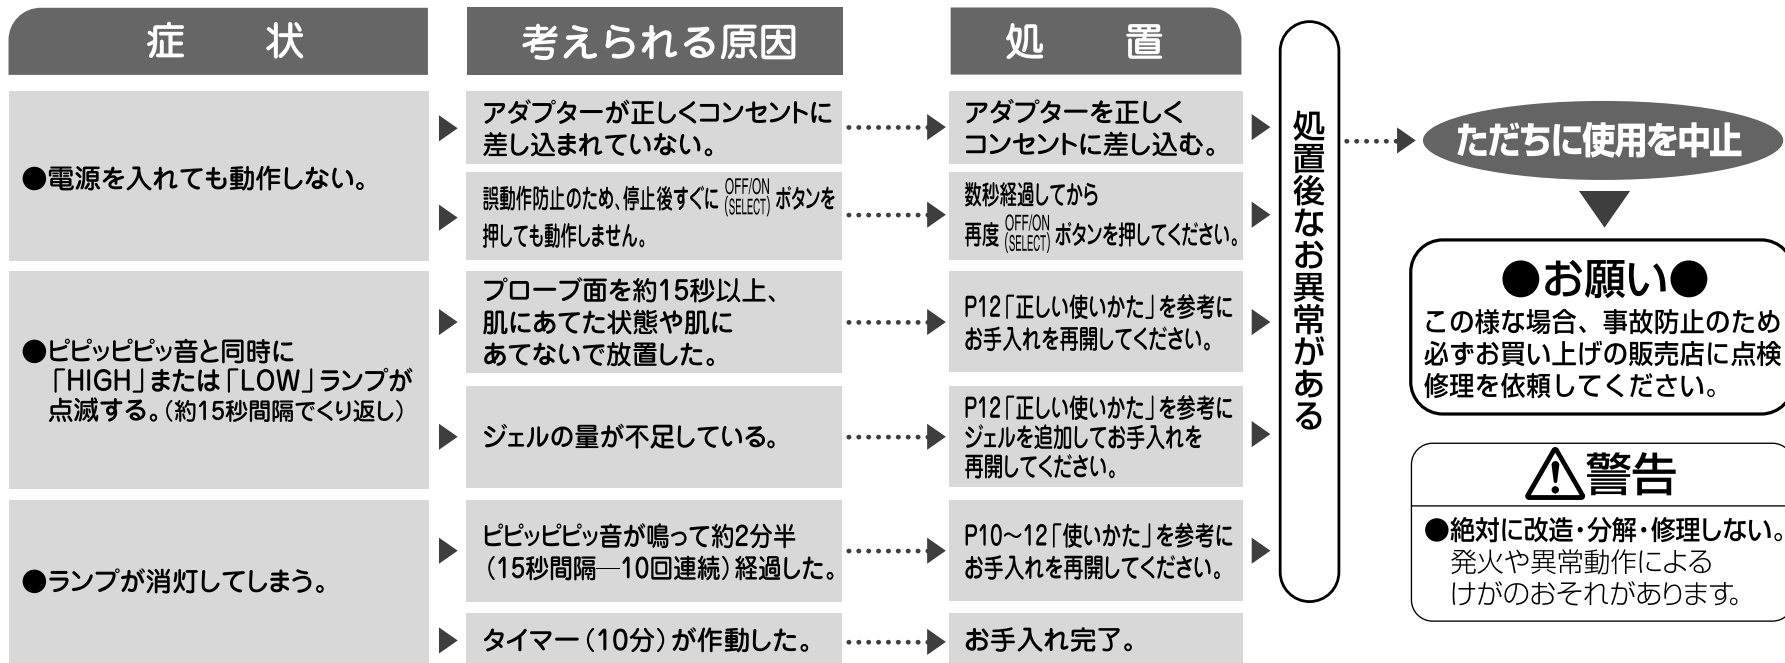 症 状
考えられる原因
処 置
●電源を入れても動作しない。
アダプターが正しくコンセントに
差し込まれていない。
アダプターを正しく
コンセントに差し込む。
誤動作防止のため、停止後すぐに OFF/ON (SELECT) ボタンを
押しても動作しません。
数秒経過してから
再度 OFF/ON (SELECT) ボタンを押してください。
●ピピッピピッ音と同時に
「HIGH」または「LOW」ランプが
点滅する。(約15秒間隔でくり返し)
プローブ面を約15秒以上、
肌にあてた状態や肌に
あてないで放置した。
P12「正しい使いかた」を参考に
お手入れを再開してください。
ジェルの量が不足している。
P12「正しい使いかた」を参考に
ジェルを追加してお手入れを
再開してください。
●ランプが消灯してしまう。
ピピッピピッ音が鳴って約2分半
(15秒間隔―10回連続)経過した。
P10～12「使いかた」を参考に
お手入れを再開してください。
タイマー(10分)が作動した。
お手入れ完了。
処置後なお異常がある
ただちに使用を中止
●お願い●
この様な場合、事故防止のため
必ずお買い上げの販売店に点検
修理を依頼してください。
警告
●絶対に改造・分解・修理しない。
発火や異常動作による
けがのおそれがあります。